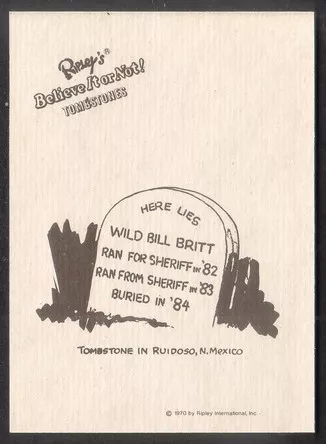 Ripley's®
Believe It or Not!
TOMBSTONES
HERE LIES
WILD BILL BRITT
RAN FOR SHERIFF IN '82
RAN FROM SHERIFF IN '83
BURIED IN '84
TOMBSTONE IN RUIDOSO, N. MEXICO
© 1970 by Ripley International, Inc.